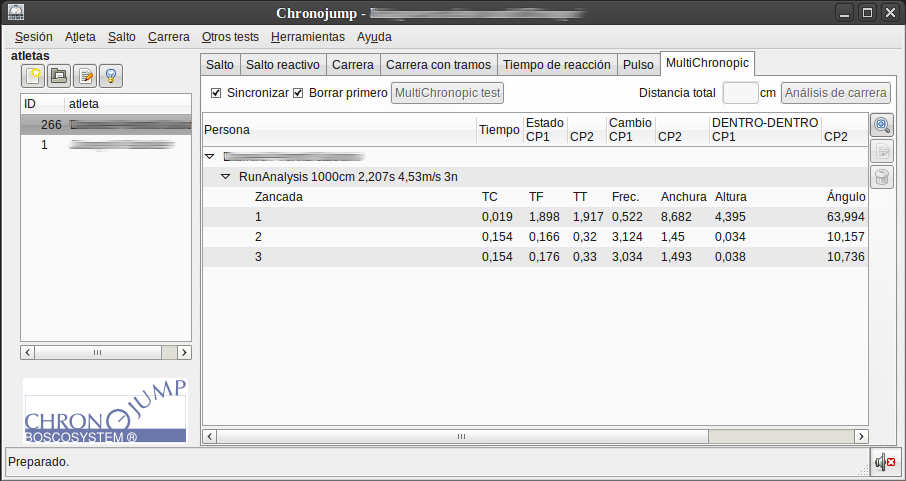 Chronojump -
Sesión Atleta Salto Carrera Otros tests Herramientas Ayuda
atletas
ID atleta
266
1
CHRONOJUMP
BOSCOSYSTEM ®
Salto Salto reactivo Carrera Carrera con tramos Tiempo de reacción Pulso MultiChronopic
Sincronizar Borrar primero MultiChronopic test Distancia total cm Análisis de carrera
Persona Tiempo Estado CP1 CP2 Cambio CP1 CP2 DENTRO-DENTRO CP1 CP2
RunAnalysis 1000cm 2,207s 4,53m/s 3n
Zancada TC TF TT Frec. Anchura Altura Ángulo
1 0,019 1,898 1,917 0,522 8,682 4,395 63,994
2 0,154 0,166 0,32 3,124 1,45 0,034 10,157
3 0,154 0,176 0,33 3,034 1,493 0,038 10,736
Preparado.